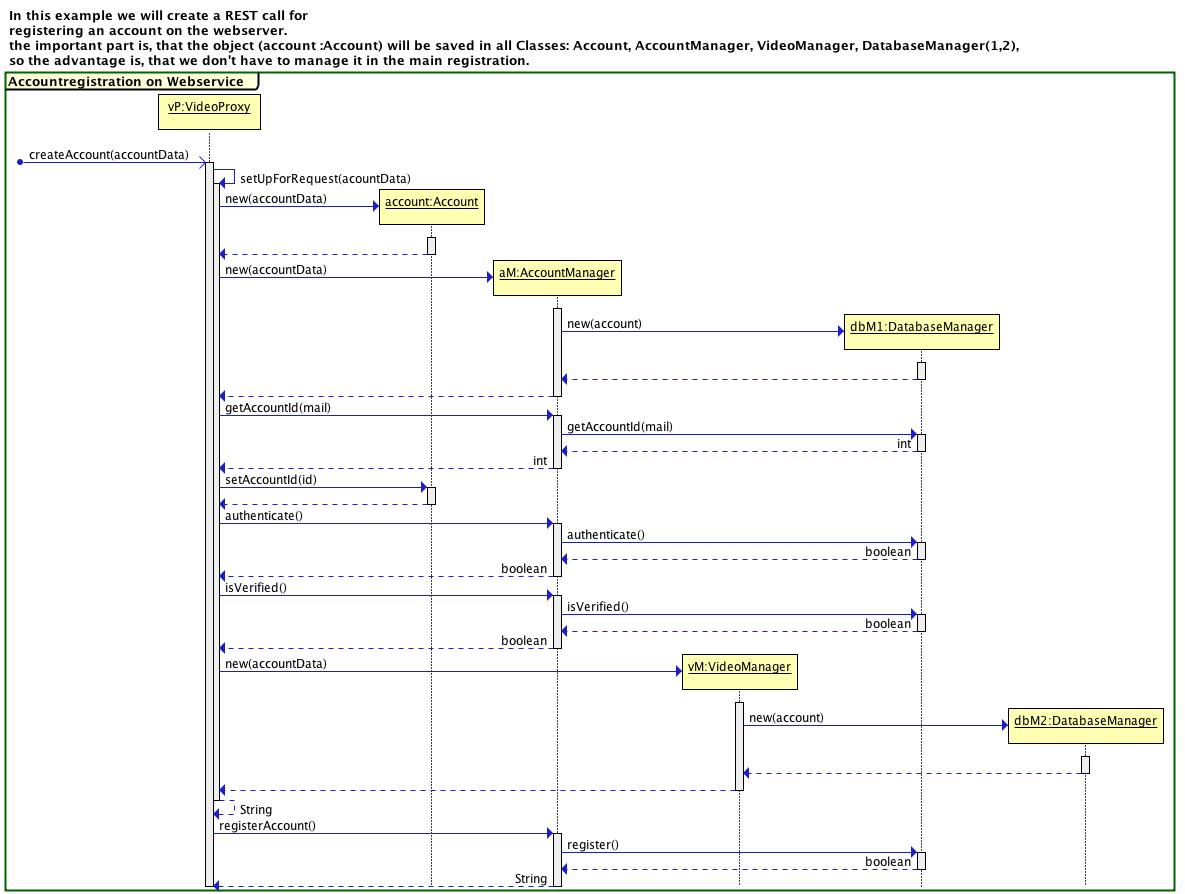 In this example we will create a REST call for
registering an account on the webserver.
the important part is, that the object (account :Account) will be saved in all Classes: Account, AccountManager, VideoManager, DatabaseManager(1,2),
so the advantage is, that we don't have to manage it in the main registration.
Accountregistration on Webservice
vP:VideoProxy
createAccount(accountData)
setUpForRequest(acountData)
new(accountData)
account:Account
new(accountData)
aM:AccountManager
new(account)
dbM1:DatabaseManager
getAccountId(mail)
getAccountId(mail)
int
int
setAccountId(id)
authenticate()
authenticate()
boolean
boolean
isVerified()
isVerified()
boolean
boolean
new(accountData)
vM:VideoManager
new(account)
dbM2:DatabaseManager
String
registerAccount()
register()
boolean
String